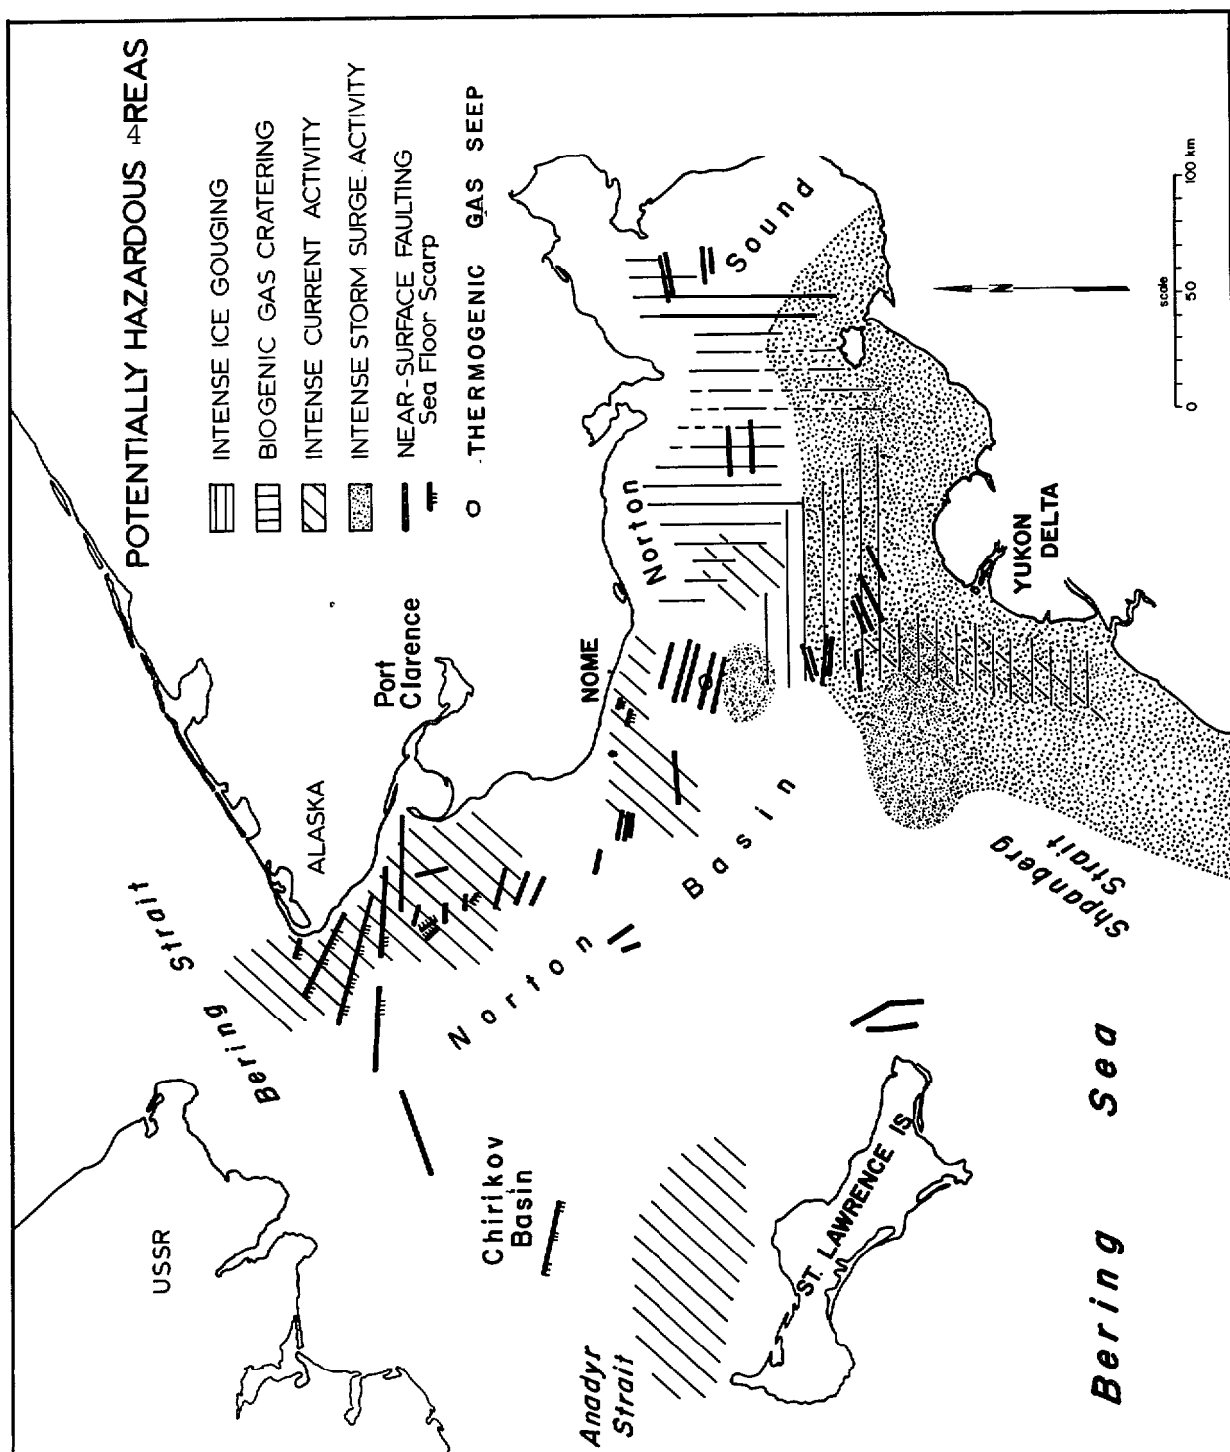 POTENTIALLY HAZARDOUS 4REAS
INTENSE ICE GOUGING
BIOGENIC GAS CRATERING
INTENSE CURRENT ACTIVITY
INTENSE STORM SURGE ACTIVITY
NEAR-SURFACE FAULTING
Sea Floor Scarp
THERMOGENIC GAS SEEP
USSR
Bering Strait
ALASKA
Port
Clarence
NOME
Norton Sound
Norton Basin
Chirikov
Basin
Anadyr
Strait
ST. LAWRENCE IS
Shpanberg
Strait
YUKON
DELTA
Bering Sea
N
scale
0
50
100 km